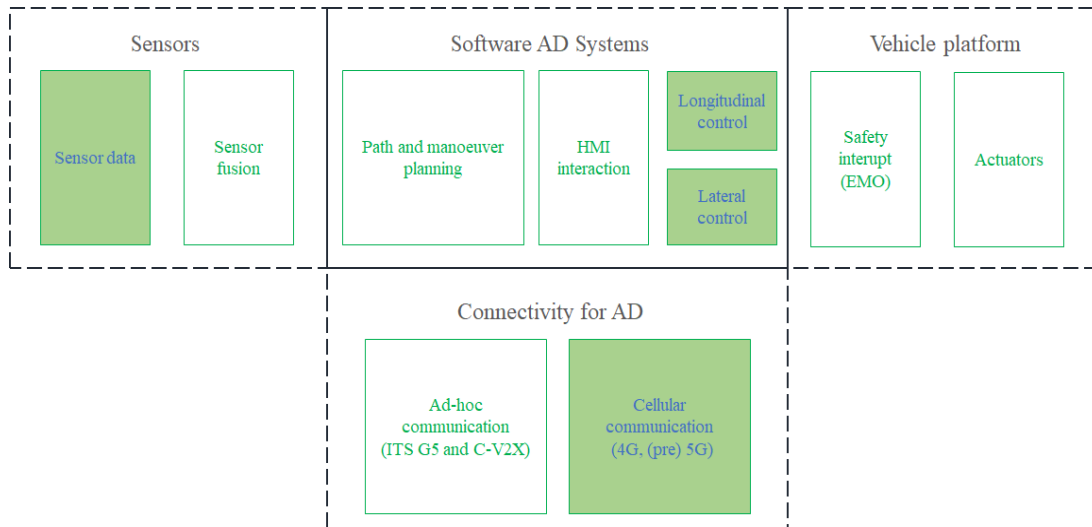 Sensors
Software AD Systems
Vehicle platform
Sensor data
Sensor
fusion
Path and manoeuver
planning
HMI
interaction
Longitudinal
control
Lateral
control
Safety
interupt
(EMO)
Actuators
Connectivity for AD
Ad-hoc
communication
(ITS G5 and C-V2X)
Cellular
communication
(4G, (pre) 5G)